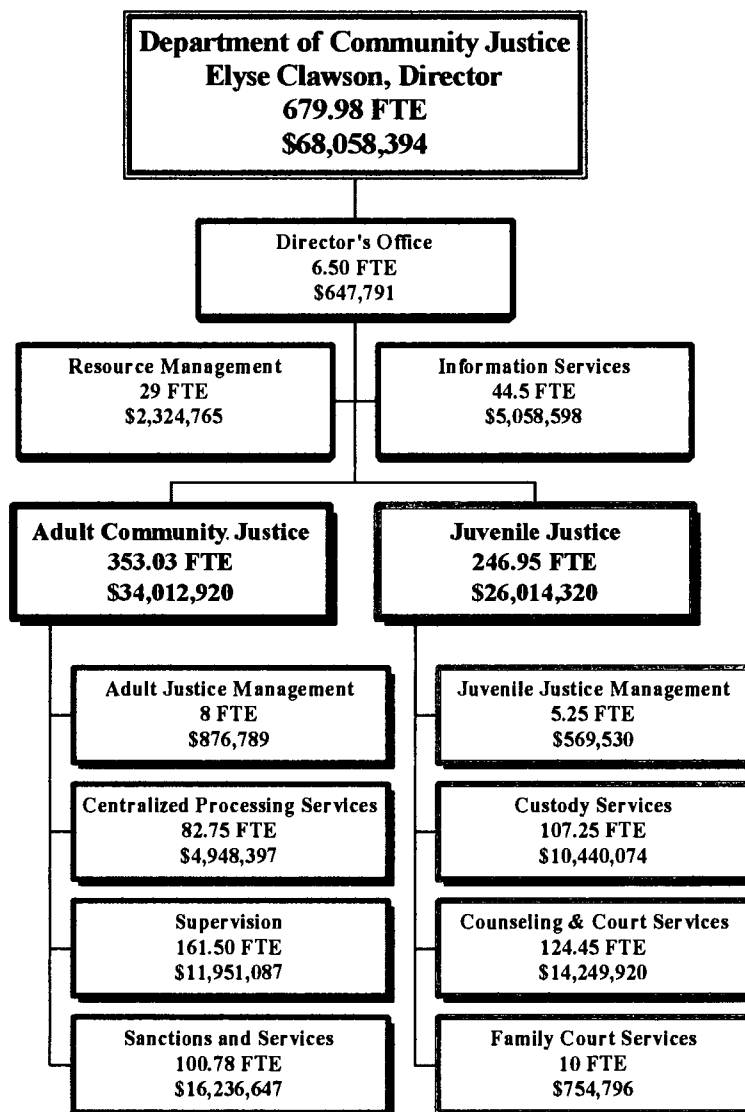 Department of Community Justice
Elyse Clawson, Director
679.98 FTE
$68,058,394
Director's Office
6.50 FTE
$647,791
Resource Management
29 FTE
$2,324,765
Information Services
44.5 FTE
$5,058,598
Adult Community. Justice
353.03 FTE
$34,012,920
Juvenile Justice
246.95 FTE
$26,014,320
Adult Justice Management
8 FTE
$876,789
Centralized Processing Services
82.75 FTE
$4,948,397
Supervision
161.50 FTE
$11,951,087
Sanctions and Services
100.78 FTE
$16,236,647
Juvenile Justice Management
5.25 FTE
$569,530
Custody Services
107.25 FTE
$10,440,074
Counseling & Court Services
124.45 FTE
$14,249,920
Family Court Services
10 FTE
$754,796